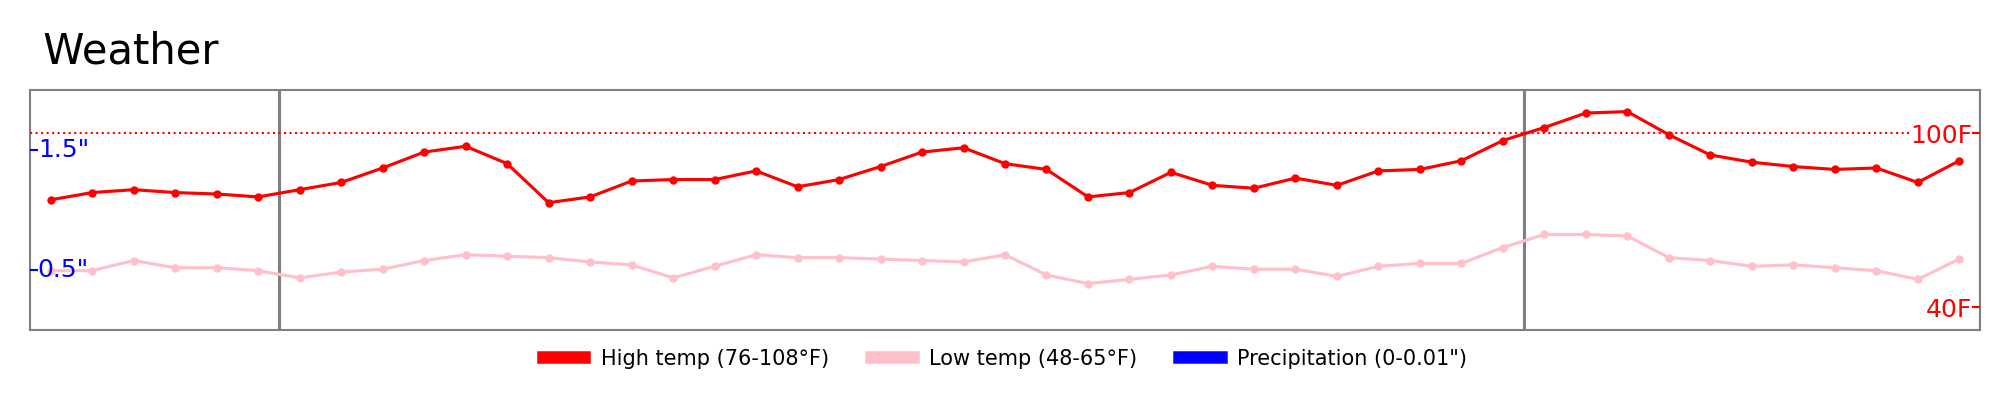 Weather
1.5"
100F
0.5"
40F
High temp (76-108°F) Low temp (48-65°F) Precipitation (0-0.01")